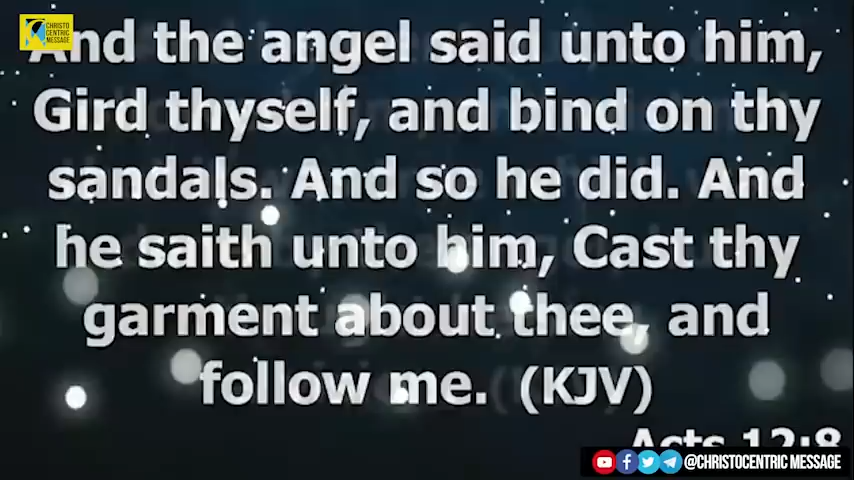 CHRISTO
CENTRIC
MESSAGE
And the angel said unto him,
Gird thyself, and bind on thy
sandals. And so he did. And
he saith unto him, Cast thy
garment about thee, and
follow me. (KJV)
Acts 12:8
@CHRISTOCENTRIC MESSAGE